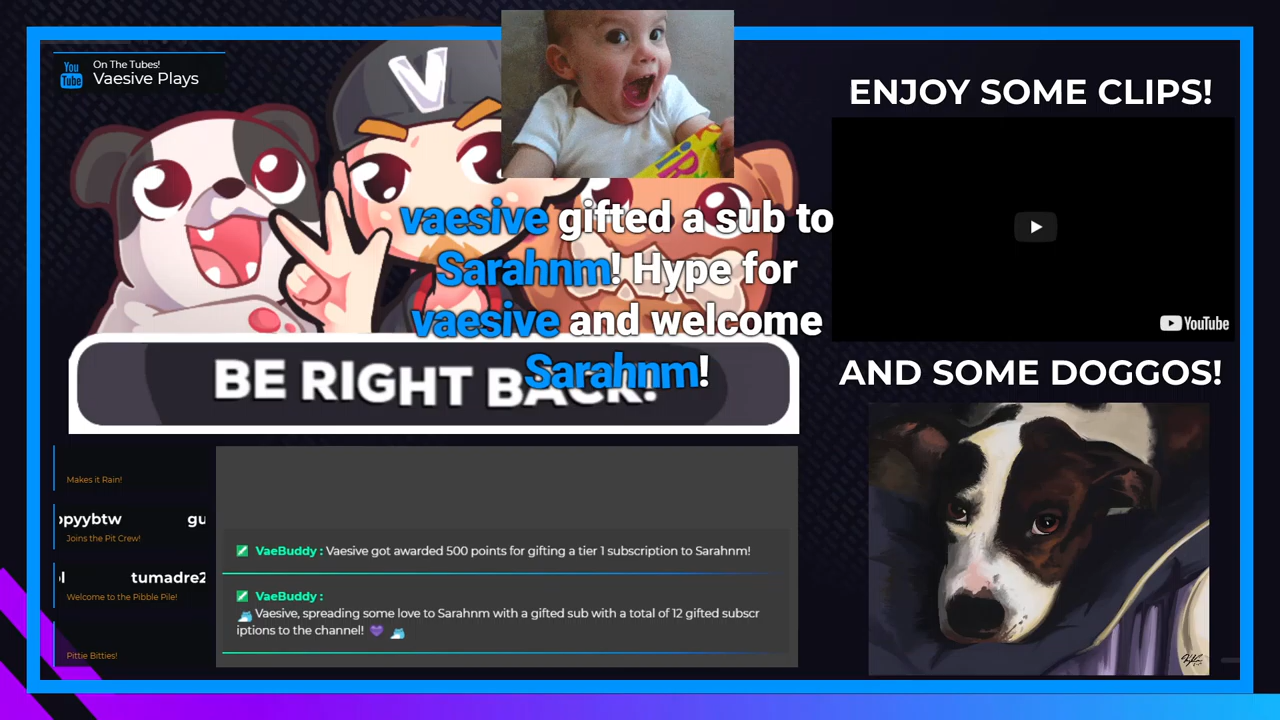 You
Tube
On The Tubes!
Vaesive Plays
V
vaesive gifted a sub to
Sarahnm! Hype for
vaesive and welcome
Sarahnm!
BE RIGHT BACK!
ENJOY SOME CLIPS!
YouTube
AND SOME DOGGOS!
Makes it Rain!
ppyybtw gu
Joins the Pit Crew!
tumadre2
Welcome to the Pibble Pile!
Pittie Bitties!
VaeBuddy : Vaesive got awarded 500 points for gifting a tier 1 subscription to Sarahnm!
VaeBuddy :
Vaesive, spreading some love to Sarahnm with a gifted sub with a total of 12 gifted subscr
iptions to the channel!